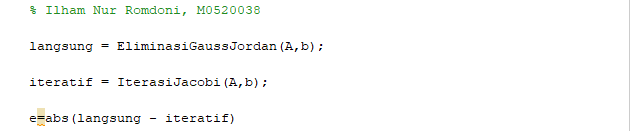 % Ilham Nur Romdoni, M0520038
langsung = EliminasiGaussJordan(A,b);
iteratif = IterasiJacobi(A,b);
e=abs(langsung - iteratif)